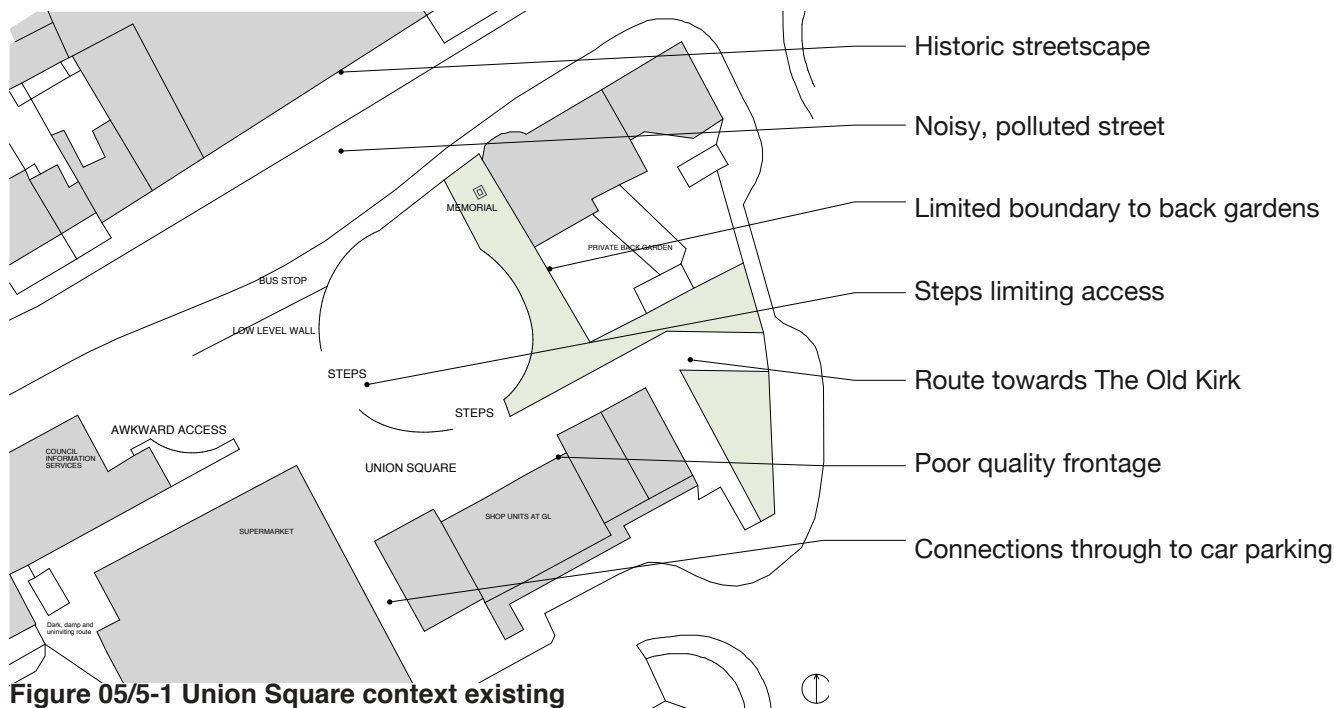 Historic streetscape
Noisy, polluted street
Limited boundary to back gardens
Steps limiting access
Route towards The Old Kirk
Poor quality frontage
Connections through to car parking
MEMORIAL
PRIVATE BACK GARDEN
BUS STOP
LOW LEVEL WALL
STEPS
STEPS
AWKWARD ACCESS
COUNCIL
INFORMATION
SERVICES
UNION SQUARE
SHOP UNITS AT GL
SUPERMARKET
Dark, damp and
uninviting route
Figure 05/5-1 Union Square context existing